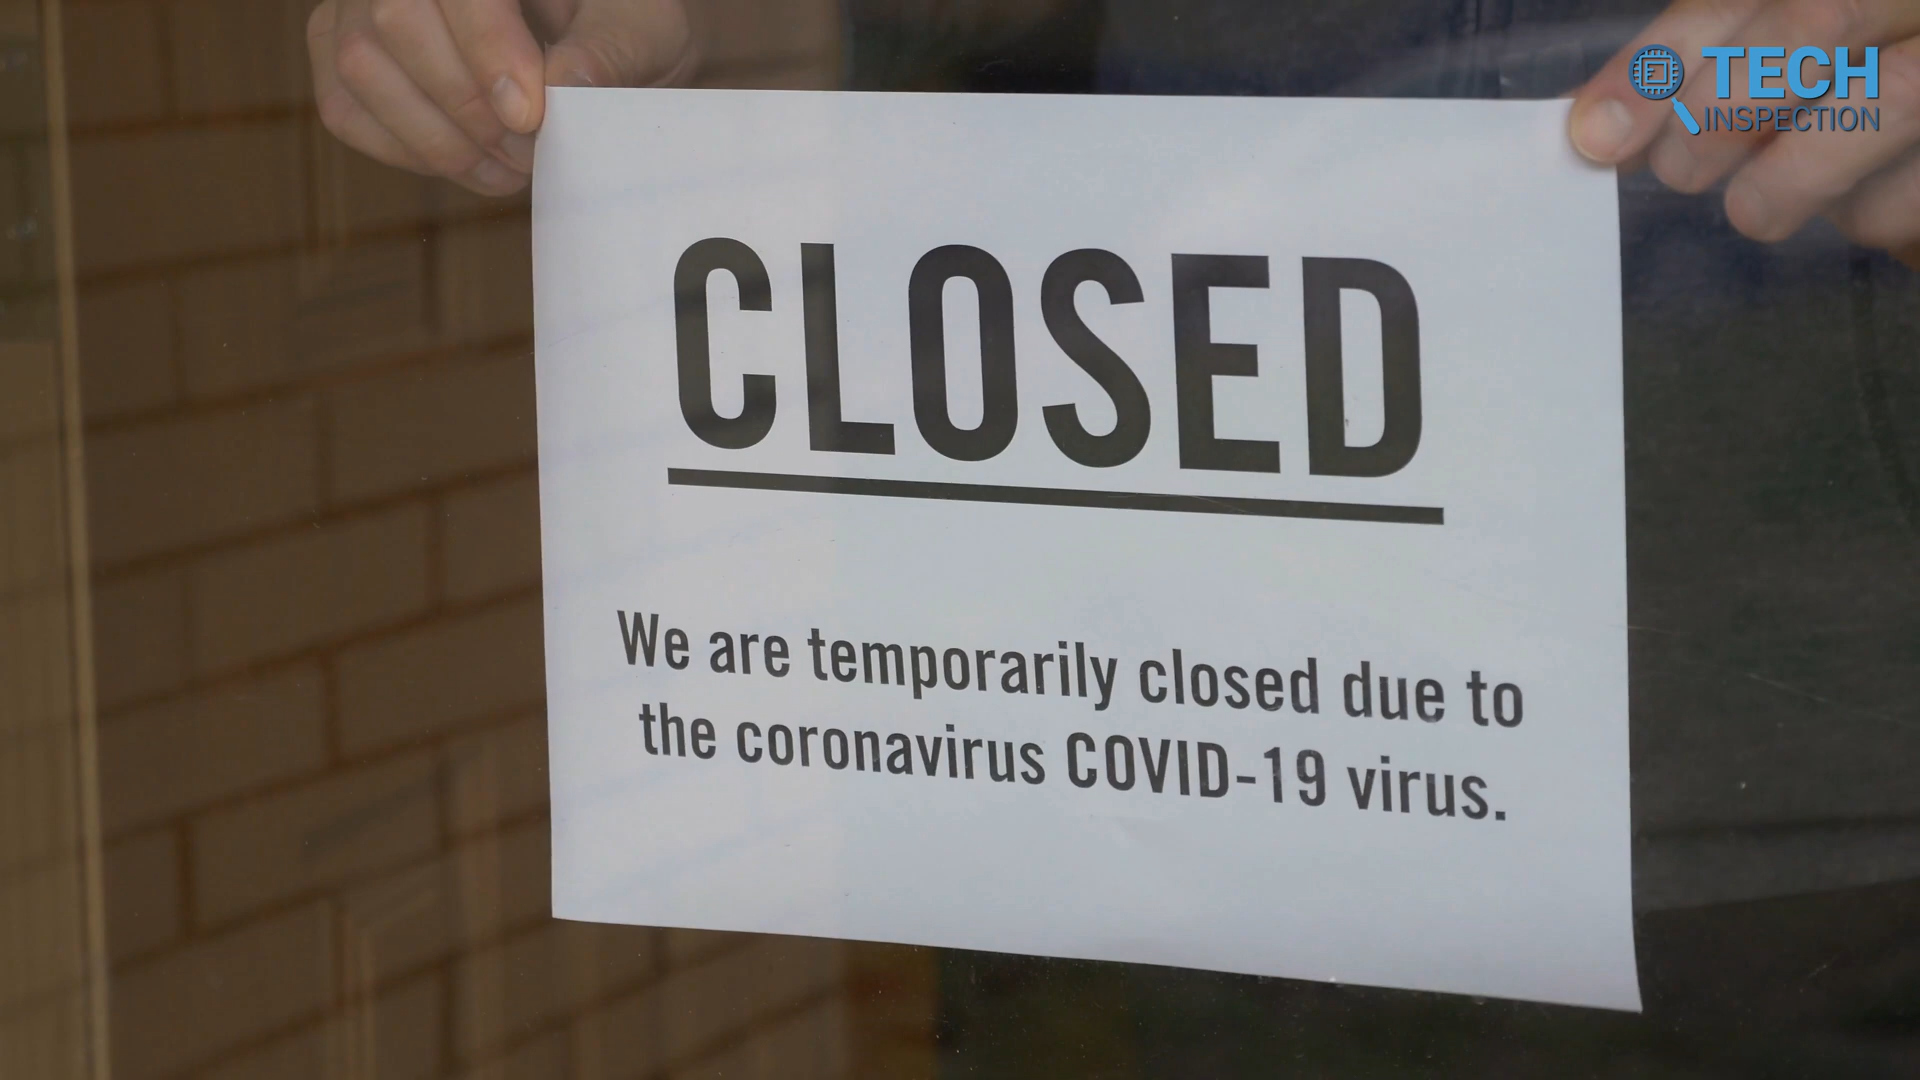 TECH
INSPECTION
CLOSED
We are temporarily closed due to
the coronavirus COVID-19 virus.